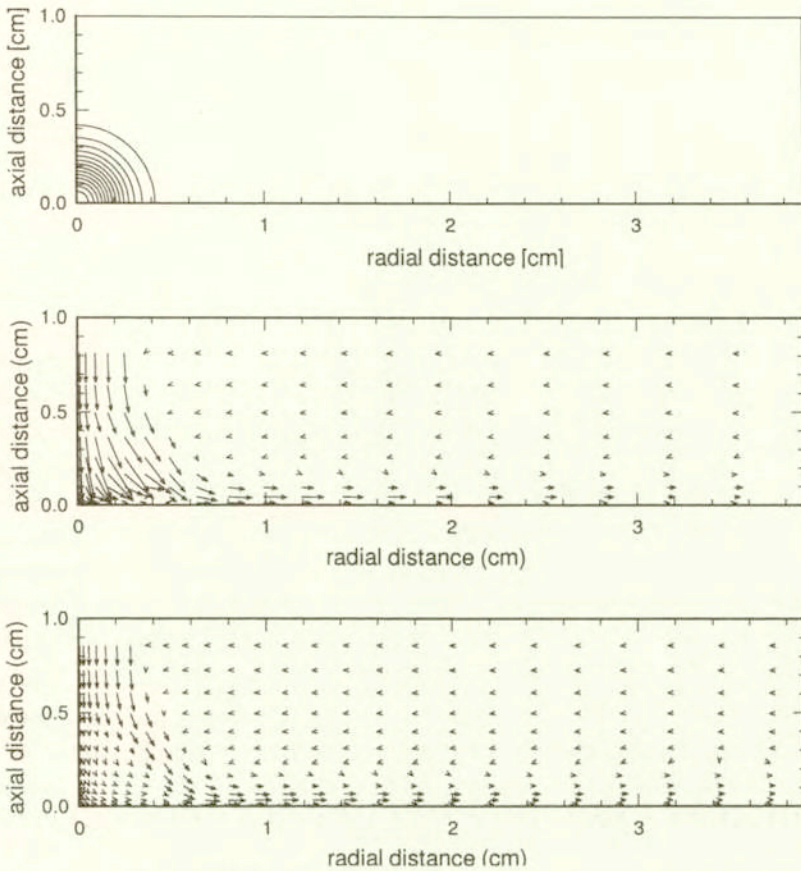 1.0
axial distance [cm]
0.5
0.0
0 1 2 3
radial distance [cm]
1.0
axial distance (cm)
0.5
0.0
0 1 2 3
radial distance (cm)
1.0
axial distance (cm)
0.5
0.0
0 1 2 3
radial distance (cm)